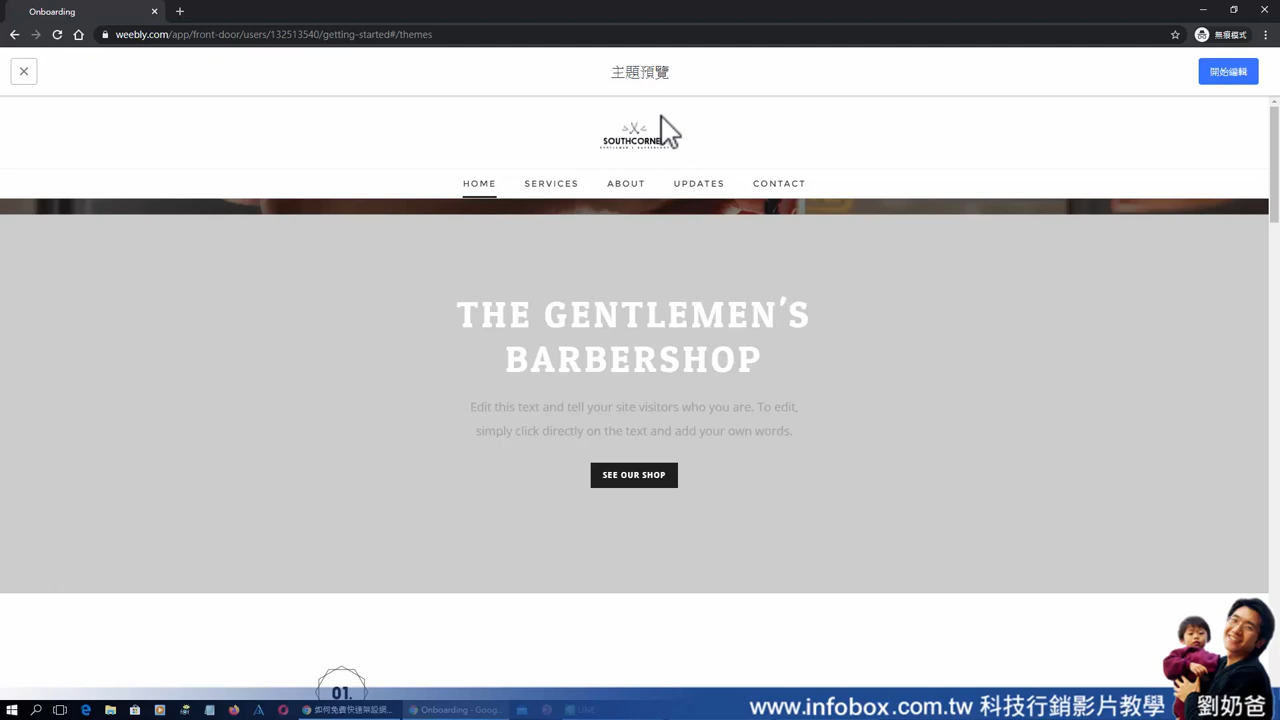 Onboarding
weebly.com/app/front-door/users/132513540/getting-started#/themes
無痕模式
主題預覽
開始編輯
SOUTHCORNE
HOME
SERVICES
ABOUT
UPDATES
CONTACT
THE GENTLEMEN'S
BARBERSHOP
Edit this text and tell your site visitors who you are. To edit,
simply click directly on the text and add your own words.
SEE OUR SHOP
01.
如何免費快速架設網...
Onboarding - Goog...
LINE
www.infobox.com.tw 科技行銷影片教學 劉奶爸